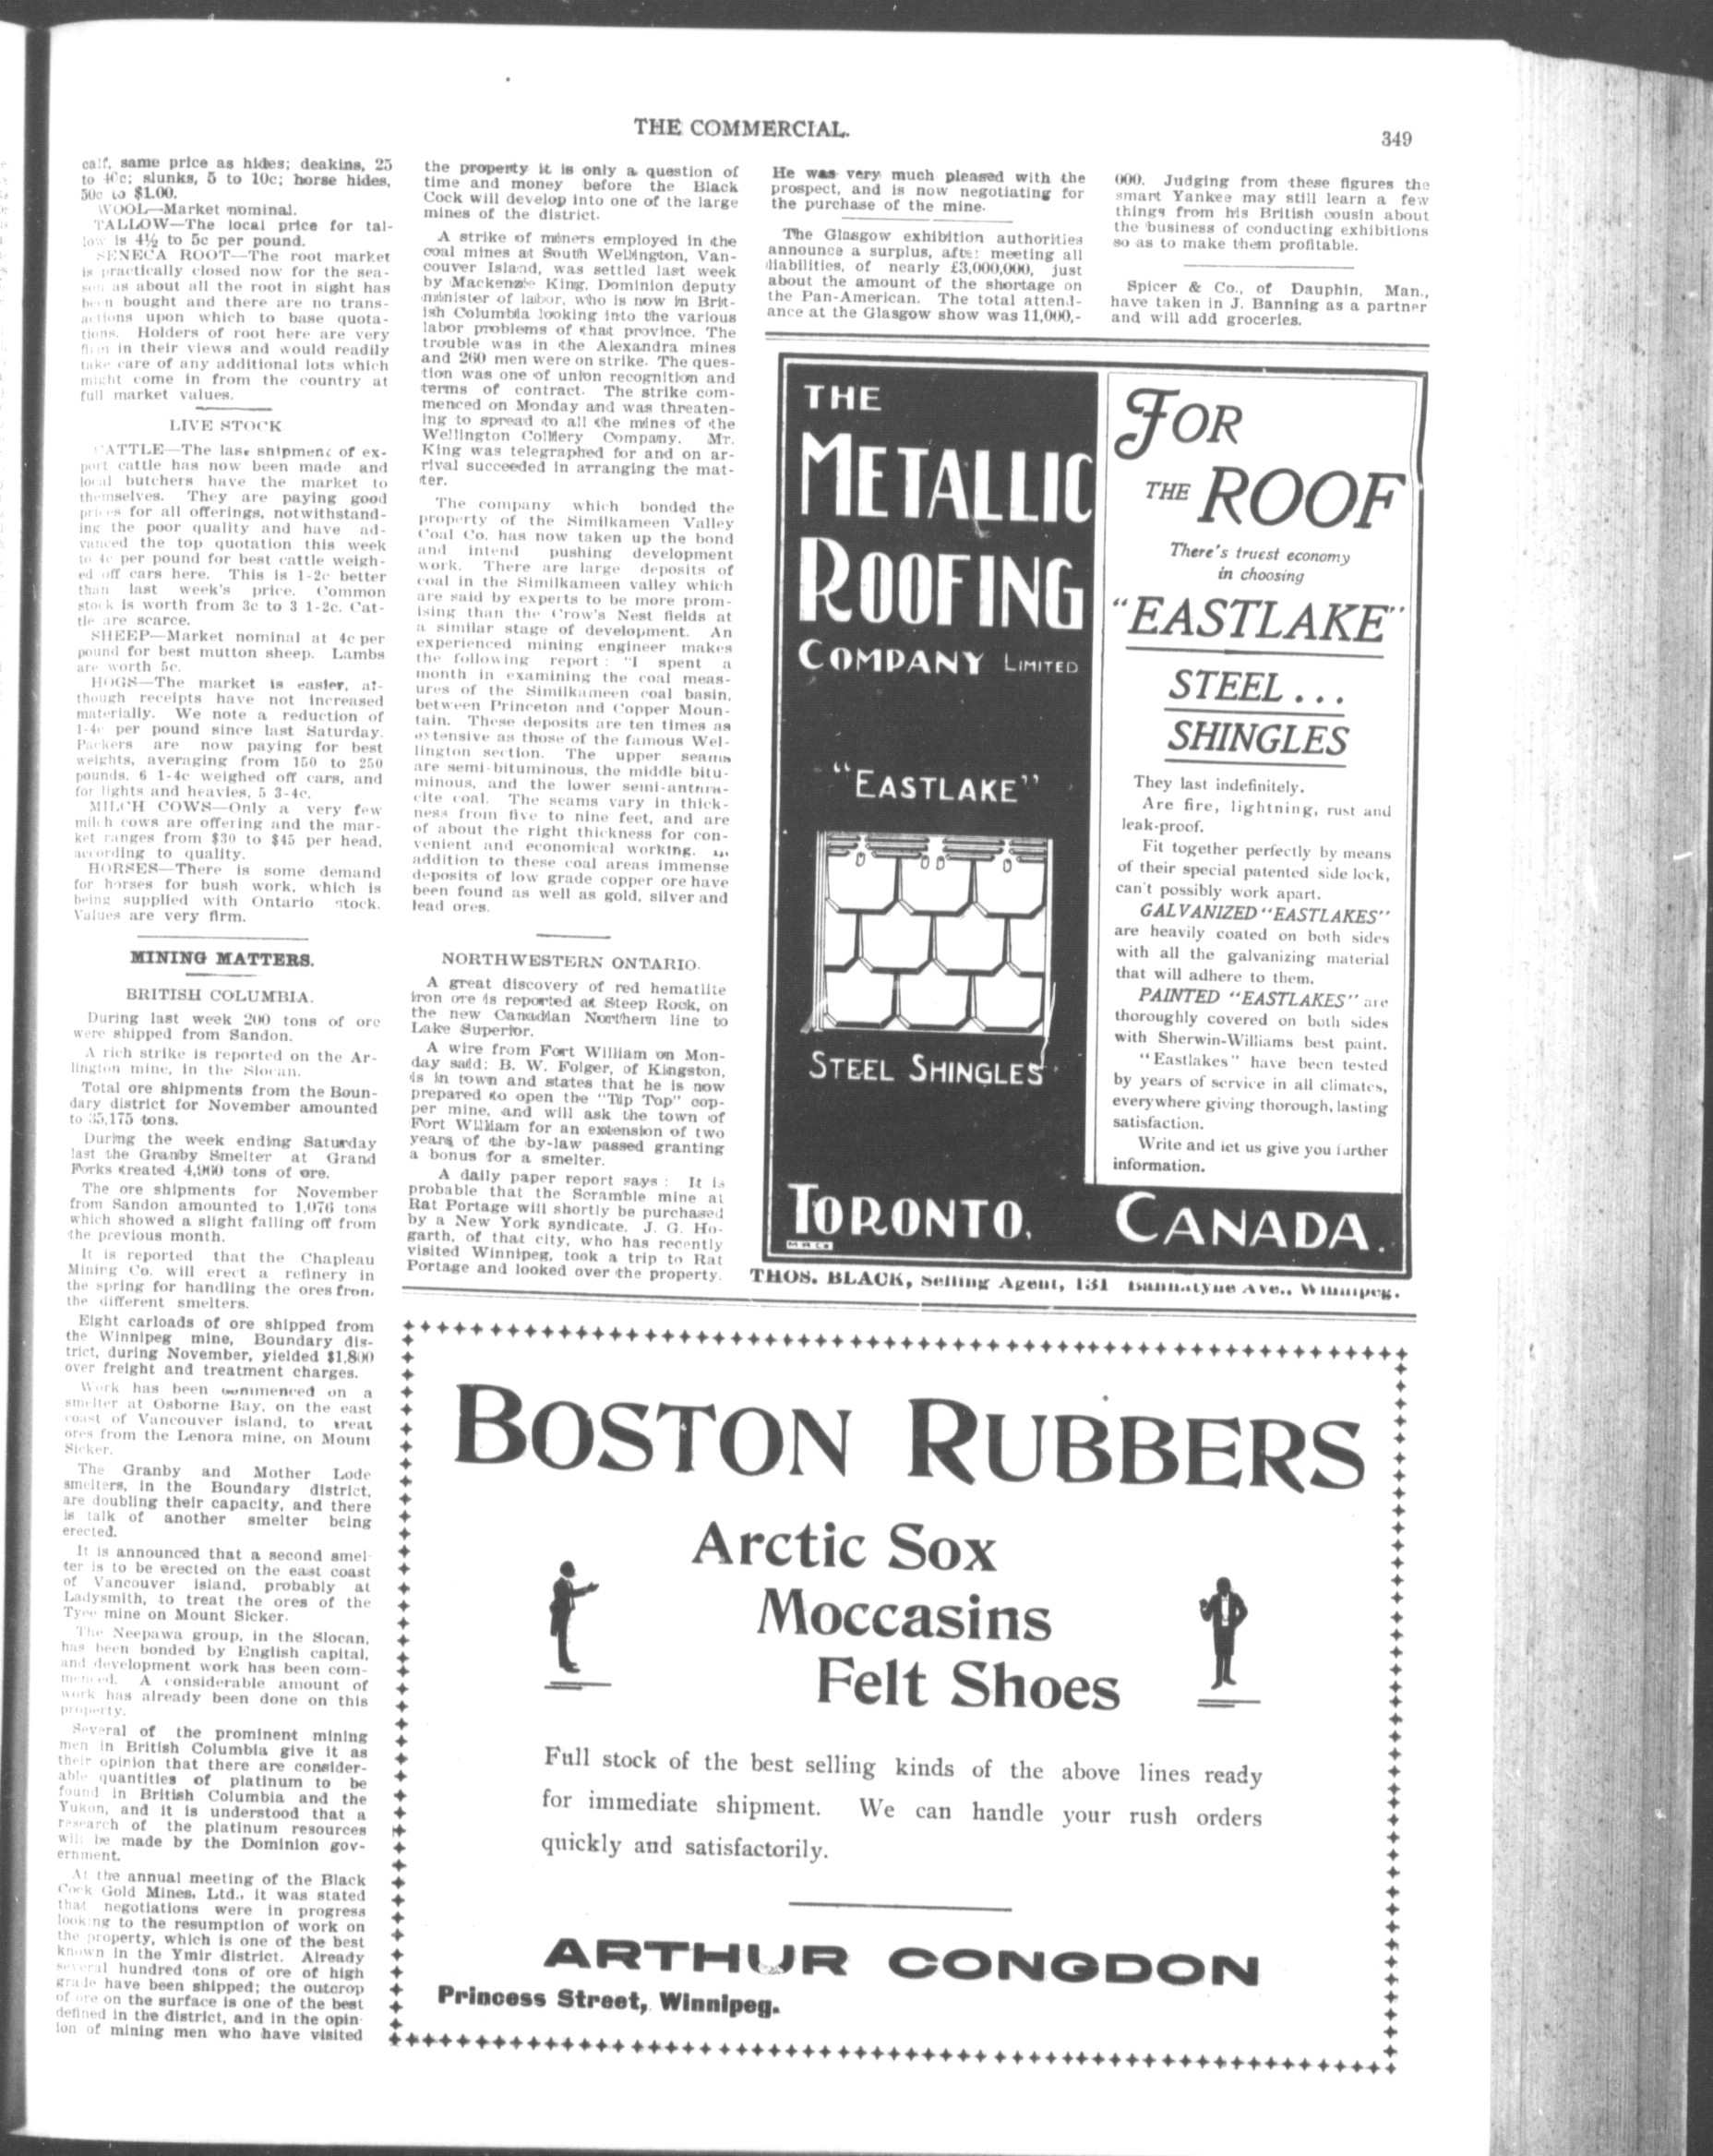 THE COMMERCIAL.
349
calf, same price as hides; deakins, 25
to 40c; slunks, 5 to 10c; horse hides,
50c to $1.00.
WOOL—Market nominal.
TALLOW—The local price for tal-
low is 4½ to 5c per pound.
SENECA ROOT—The root market
is practically closed now for the sea-
son as about all the root in sight has
been bought and there are no trans-
actions upon which to base quota-
tions. Holders of root here are very
firm in their views and would readily
take care of any additional lots which
might come in from the country at
full market values.
LIVE STOCK
CATTLE—The last shipment of ex-
port cattle has now been made and
local butchers have the market to
themselves. They are paying good
prices for all offerings, notwithstand-
ing the poor quality and have ad-
vanced the top quotation this week
to 4c per pound for best cattle weigh-
ed off cars here. This is 1-2c better
than last week's price. Common
stock is worth from 3c to 3 1-2c. Cat-
tle are scarce.
SHEEP—Market nominal at 4c per
pound for best mutton sheep. Lambs
are worth 5c.
HOGS—The market is easier, al-
though receipts have not increased
materially. We note a reduction of
1-4c per pound since last Saturday.
Packers are now paying for best
weights, averaging from 150 to 250
pounds, 6 1-4c weighed off cars, and
for lights and heavies, 5 3-4c.
MILCH COWS—Only a very few
milch cows are offering and the mar-
ket ranges from $30 to $45 per head,
according to quality.
HORSES—There is some demand
for horses for bush work, which is
being supplied with Ontario stock.
Values are very firm.
MINING MATTERS.
BRITISH COLUMBIA.
During last week 200 tons of ore
were shipped from Sandon.
A rich strike is reported on the Ar-
lington mine, in the Slocan.
Total ore shipments from the Boun-
dary district for November amounted
to 35,175 tons.
During the week ending Saturday
last the Granby Smelter at Grand
Forks treated 4,960 tons of ore.
The ore shipments for November
from Sandon amounted to 1,076 tons
which showed a slight falling off from
the previous month.
It is reported that the Chapleau
Mining Co. will erect a refinery in
the spring for handling the ores from
the different smelters.
Eight carloads of ore shipped from
the Winnipeg mine, Boundary dis-
trict, during November, yielded $1,800
over freight and treatment charges.
Work has been commenced on a
smelter at Osborne Bay, on the east
coast of Vancouver island, to treat
ores from the Lenora mine, on Mount
Sicker.
The Granby and Mother Lode
smelters, in the Boundary district,
are doubling their capacity, and there
is talk of another smelter being
erected.
It is announced that a second smel-
ter is to be erected on the east coast
of Vancouver island, probably at
Ladysmith, to treat the ores of the
Tyee mine on Mount Sicker.
The Neepawa group, in the Slocan,
has been bonded by English capital,
and development work has been com-
menced. A considerable amount of
work has already been done on this
property.
Several of the prominent mining
men in British Columbia give it as
their opinion that there are consider-
able quantities of platinum to be
found in British Columbia and the
Yukon, and it is understood that a
research of the platinum resources
will be made by the Dominion gov-
ernment.
At the annual meeting of the Black
Cock Gold Mines, Ltd., it was stated
that negotiations were in progress
looking to the resumption of work on
the property, which is one of the best
known in the Ymir district. Already
several hundred tons of ore of high
grade have been shipped; the outcrop
of ore on the surface is one of the best
defined in the district, and in the opin-
ion of mining men who have visited
the property it is only a question of
time and money before the Black
Cock will develop into one of the large
mines of the district.
A strike of miners employed in the
coal mines at South Wellington, Van-
couver Island, was settled last week
by Mackenzie King, Dominion deputy
minister of labor, who is now in Brit-
ish Columbia looking into the various
labor problems of that province. The
trouble was in the Alexandra mines
and 260 men were on strike. The ques-
tion was one of union recognition and
terms of contract. The strike com-
menced on Monday and was threaten-
ing to spread to all the mines of the
Wellington Colliery Company. Mr.
King was telegraphed for and on ar-
rival succeeded in arranging the mat-
ter.
The company which bonded the
property of the Similkameen Valley
Coal Co. has now taken up the bond
and intend pushing development
work. There are large deposits of
coal in the Similkameen valley which
are said by experts to be more prom-
ising than the Crow's Nest fields at
a similar stage of development. An
experienced mining engineer makes
the following report: "I spent a
month in examining the coal meas-
ures of the Similkameen coal basin,
between Princeton and Copper Moun-
tain. These deposits are ten times as
extensive as those of the famous Wel-
lington section. The upper seams
are semi-bituminous, the middle bitu-
minous, and the lower semi-anthra-
cite coal. The seams vary in thick-
ness from five to nine feet, and are
of about the right thickness for con-
venient and economical working. In
addition to these coal areas immense
deposits of low grade copper ore have
been found as well as gold, silver and
lead ores.
NORTHWESTERN ONTARIO.
A great discovery of red hematite
iron ore is reported at Steep Rock, on
the new Canadian Northern line to
Lake Superior.
A wire from Fort William on Mon-
day said: B. W. Folger, of Kingston,
is in town and states that he is now
prepared to open the "Tip Top" cop-
per mine, and will ask the town of
Fort William for an extension of two
years of the by-law passed granting
a bonus for a smelter.
A daily paper report says: It is
probable that the Scramble mine at
Rat Portage will shortly be purchased
by a New York syndicate. J. G. Ho-
garth, of that city, who has recently
visited Winnipeg, took a trip to Rat
Portage and looked over the property.
He was very much pleased with the
prospect, and is now negotiating for
the purchase of the mine.
The Glasgow exhibition authorities
announce a surplus, after meeting all
liabilities, of nearly £3,000,000, just
about the amount of the shortage on
the Pan-American. The total attend-
ance at the Glasgow show was 11,000,-
000. Judging from these figures the
smart Yankee may still learn a few
things from his British cousin about
the business of conducting exhibitions
so as to make them profitable.
Spicer & Co., of Dauphin, Man.,
have taken in J. Banning as a partner
and will add groceries.
THE
METALLIC
ROOFING
COMPANY LIMITED
"EASTLAKE"
STEEL SHINGLES
FOR
THE ROOF
There's truest economy
in choosing
"EASTLAKE"
STEEL...
SHINGLES
They last indefinitely.
Are fire, lightning, rust and
leak-proof.
Fit together perfectly by means
of their special patented side lock,
can't possibly work apart.
GALVANIZED "EASTLAKES"
are heavily coated on both sides
with all the galvanizing material
that will adhere to them.
PAINTED "EASTLAKES" are
thoroughly covered on both sides
with Sherwin-Williams best paint.
"Eastlakes" have been tested
by years of service in all climates,
everywhere giving thorough, lasting
satisfaction.
Write and let us give you further
information.
TORONTO, CANADA.
M R Co
THOS. BLACK, Selling Agent, 131 Bannatyne Ave., Winnipeg.
BOSTON RUBBERS
Arctic Sox
Moccasins
Felt Shoes
Full stock of the best selling kinds of the above lines ready
for immediate shipment. We can handle your rush orders
quickly and satisfactorily.
ARTHUR CONGDON
Princess Street, Winnipeg.